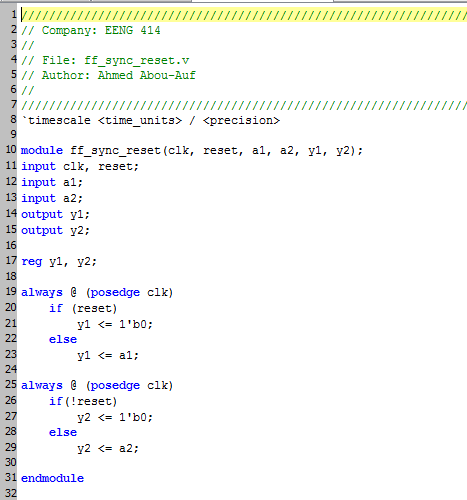 1 //////////////////////////////////////////////////////////////////
2 // Company: EENG 414
3 //
4 // File: ff_sync_reset.v
5 // Author: Ahmed Abou-Auf
6 //
7 //////////////////////////////////////////////////////////////////
8 `timescale <time_units> / <precision>
9
10 module ff_sync_reset(clk, reset, a1, a2, y1, y2);
11 input clk, reset;
12 input a1;
13 input a2;
14 output y1;
15 output y2;
16
17 reg y1, y2;
18
19 always @ (posedge clk)
20     if (reset)
21         y1 <= 1'b0;
22     else
23         y1 <= a1;
24
25 always @ (posedge clk)
26     if(!reset)
27         y2 <= 1'b0;
28     else
29         y2 <= a2;
30
31 endmodule
32